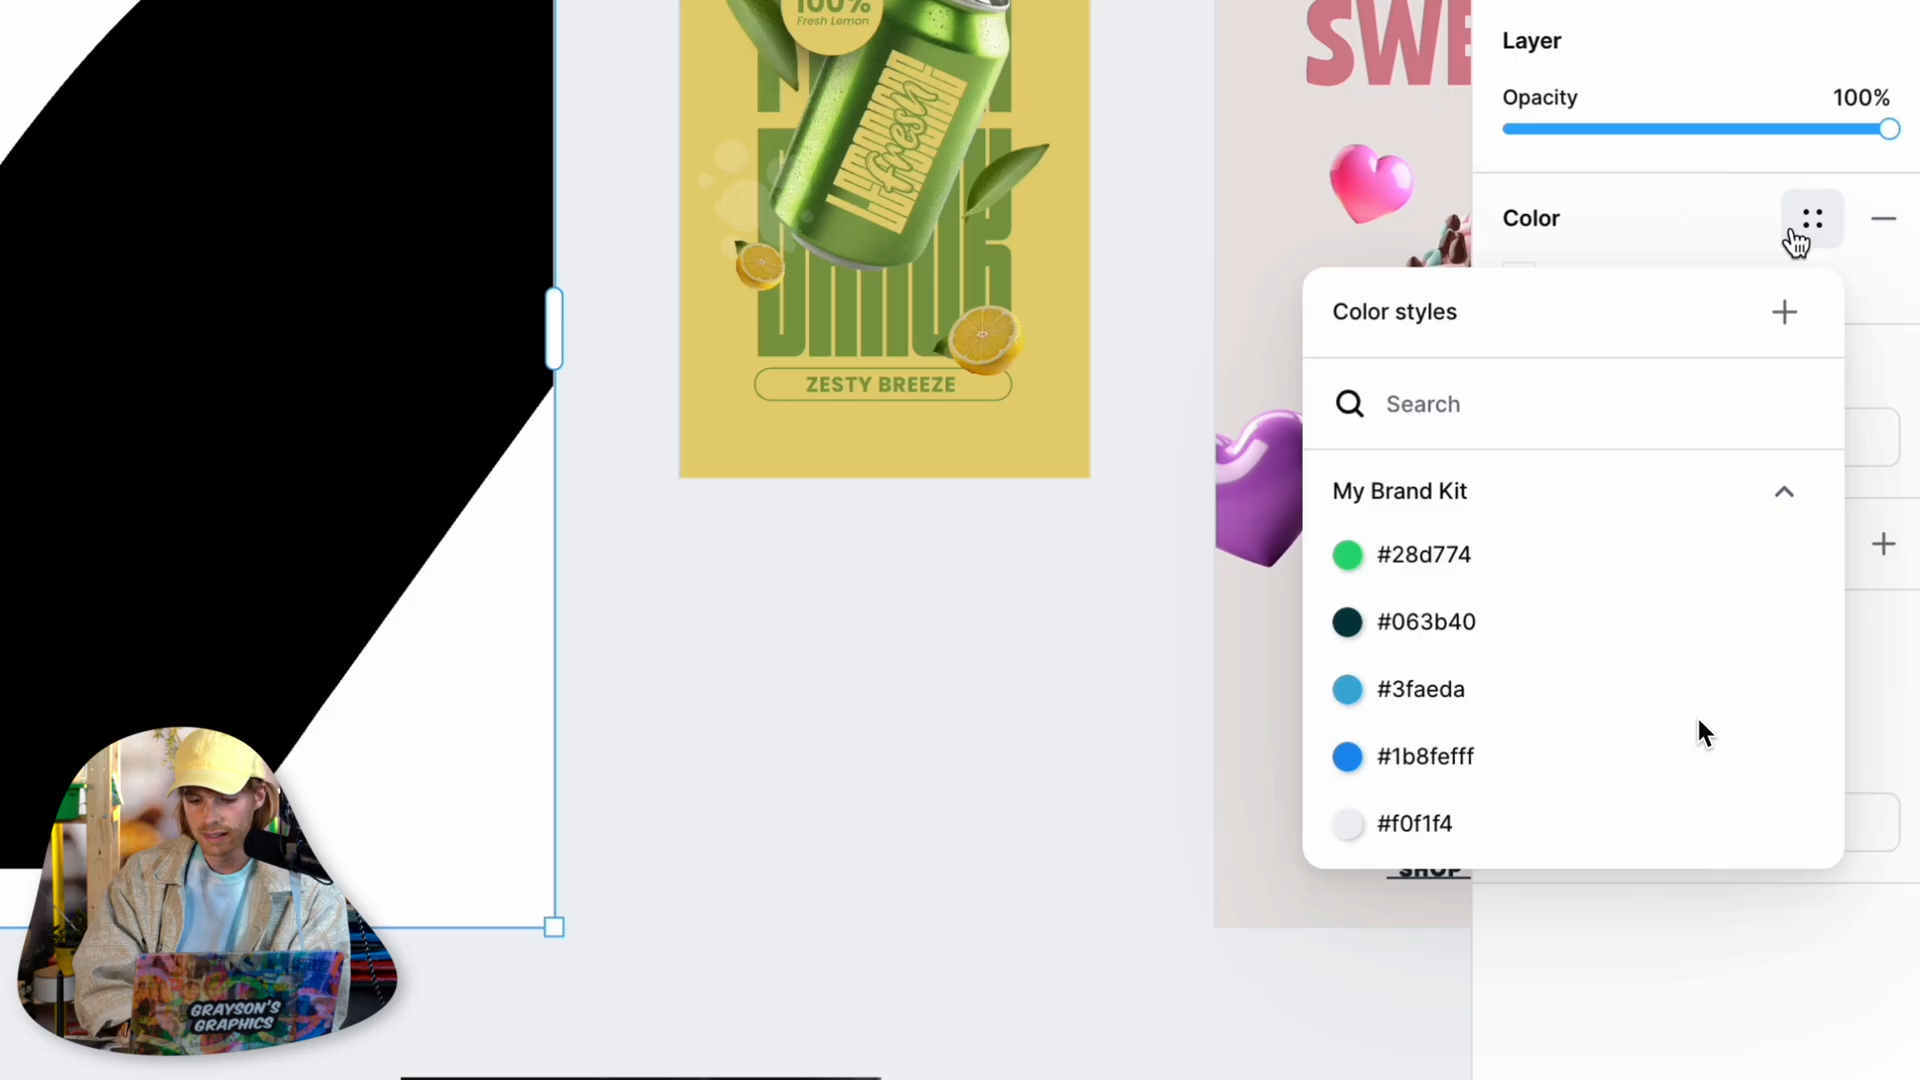 100%
Fresh Lemon
fresh
ZESTY BREEZE
SWE
SHOP
Layer
Opacity 100%
Color
Color styles
Search
My Brand Kit
#28d774
#063b40
#3faeda
#1b8fefff
#f0f1f4
GRAYSON'S
GRAPHICS